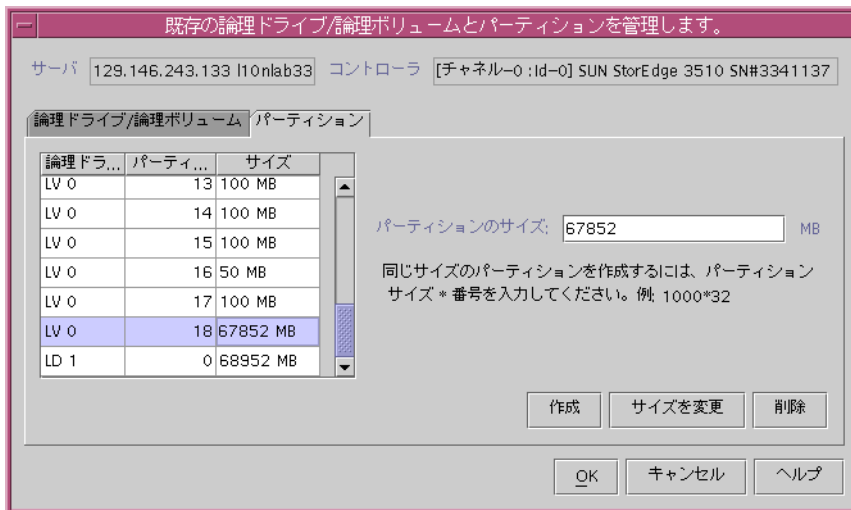 既存の論理ドライブ/論理ボリュームとパーティションを管理します。
サーバ 129.146.243.133 l10nlab33 コントローラ [チャネル-0 :Id-0] SUN StorEdge 3510 SN#3341137
論理ドライブ/論理ボリューム パーティション
論理ドラ... パーティ... サイズ
LV 0 13 100 MB
LV 0 14 100 MB
LV 0 15 100 MB
LV 0 16 50 MB
LV 0 17 100 MB
LV 0 18 67852 MB
LD 1 0 68952 MB
パーティションのサイズ: 67852 MB
同じサイズのパーティションを作成するには、パーティション
サイズ * 番号を入力してください。例: 1000*32
作成 サイズを変更 削除
OK キャンセル ヘルプ